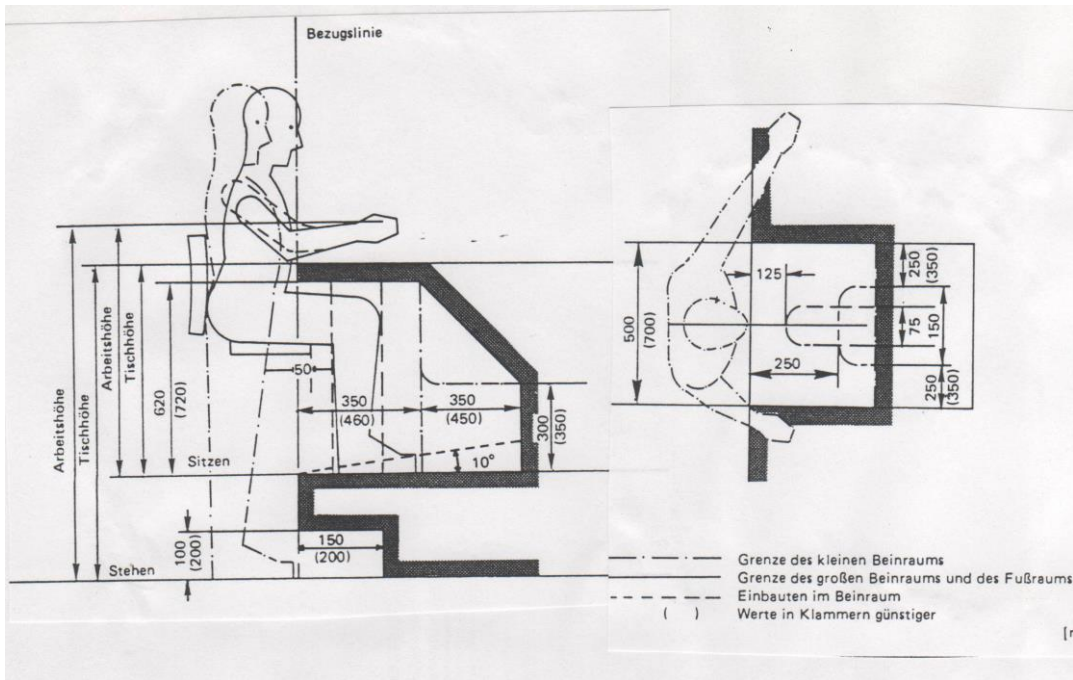 Bezugslinie
Arbeitshöhe
Tischhöhe
Arbeitshöhe
Tischhöhe
620
(720)
50
350
(460)
350
(450)
300
(350)
10°
Sitzen
150
(200)
100
(200)
Stehen
500
(700)
125
250
250
(350)
75
150
250
(350)
Grenze des kleinen Beinraums
Grenze des großen Beinraums und des Fußraums
Einbauten im Beinraum
( ) Werte in Klammern günstiger